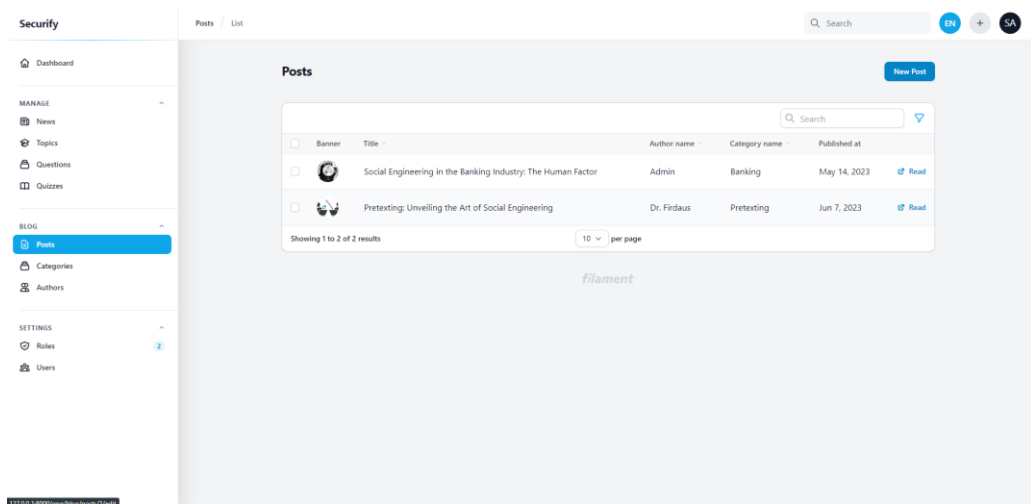 Securify
Posts / List
Search
EN
+
SA
Dashboard
MANAGE
News
Topics
Questions
Quizzes
BLOG
Posts
Categories
Authors
SETTINGS
Roles 2
Users
Posts
New Post
Search
Banner Title Author name Category name Published at
Social Engineering in the Banking Industry: The Human Factor Admin Banking May 14, 2023 Read
Pretexting: Unveiling the Art of Social Engineering Dr. Firdaus Pretexting Jun 7, 2023 Read
Showing 1 to 2 of 2 results 10 per page
filament